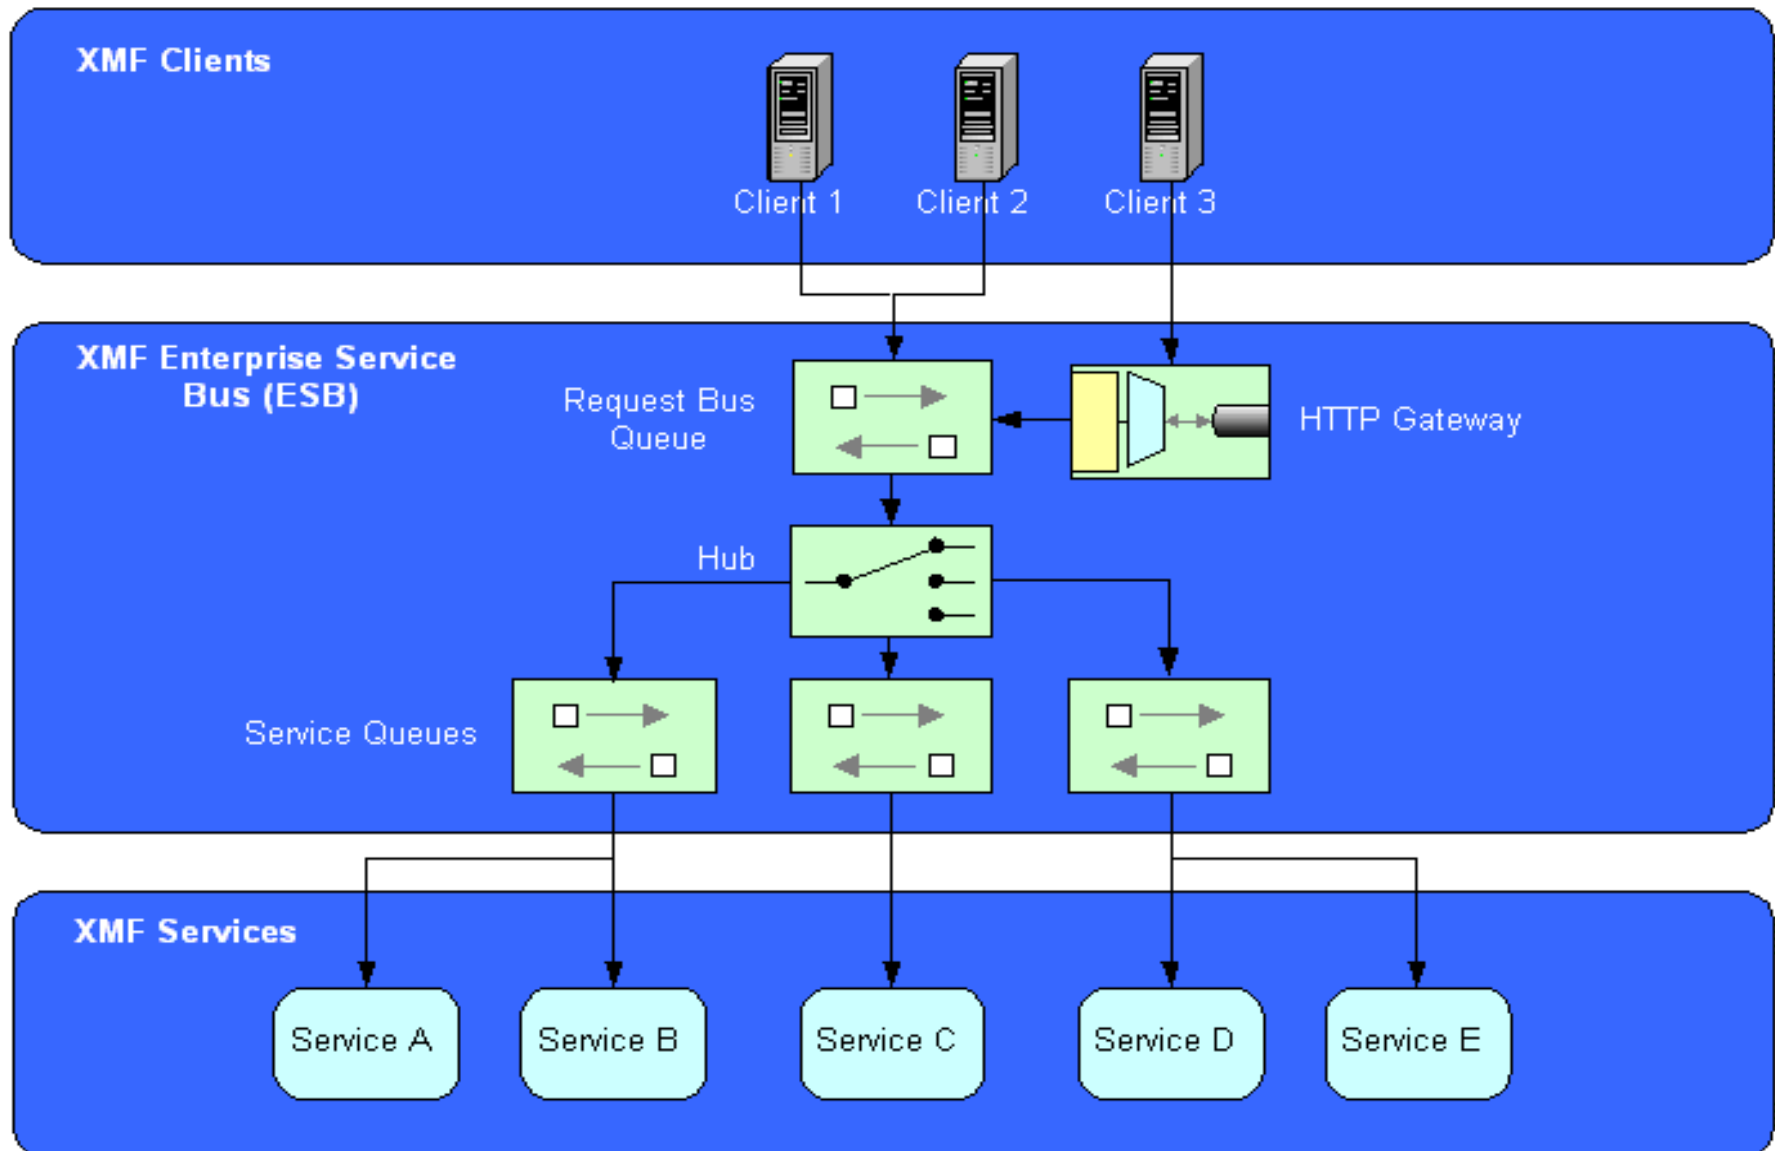 XMF Clients
Client 1
Client 2
Client 3
XMF Enterprise Service
Bus (ESB)
Request Bus
Queue
HTTP Gateway
Hub
Service Queues
XMF Services
Service A
Service B
Service C
Service D
Service E